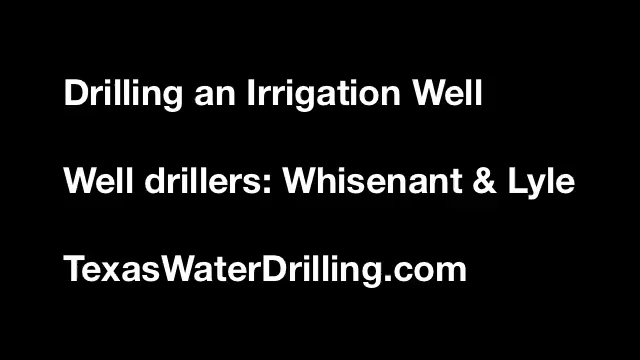 Drilling an Irrigation Well
Well drillers: Whisenant & Lyle
TexasWaterDrilling.com